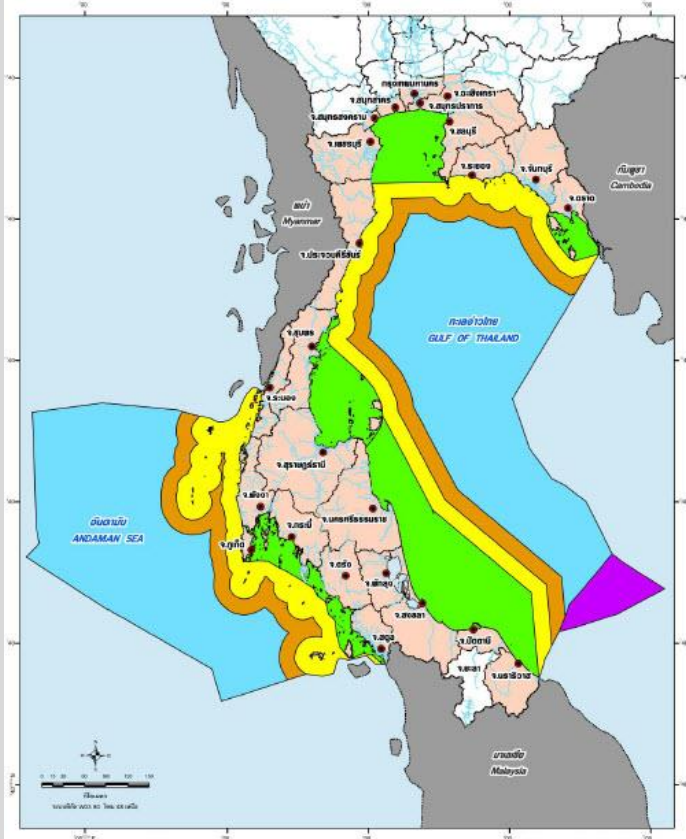 กรุงเทพมหานคร
จ.ฉะเชิงเทรา
จ.สมุทรสาคร
จ.สมุทรปราการ
จ.สมุทรสงคราม
จ.ชลบุรี
จ.เพชรบุรี
จ.ระยอง
จ.จันทบุรี
กัมพูชา
Cambodia
จ.ตราด
พม่า
Myanmar
จ.ประจวบคีรีขันธ์
ทะเลอ่าวไทย
GULF OF THAILAND
จ.ชุมพร
จ.ระนอง
จ.สุราษฎร์ธานี
จ.พังงา
จ.นครศรีธรรมราช
อันดามัน
ANDAMAN SEA
จ.กระบี่
จ.ภูเก็ต
จ.ตรัง
จ.พัทลุง
จ.สงขลา
จ.สตูล
จ.ปัตตานี
จ.ยะลา
จ.นราธิวาส
มาเลเซีย
Malaysia